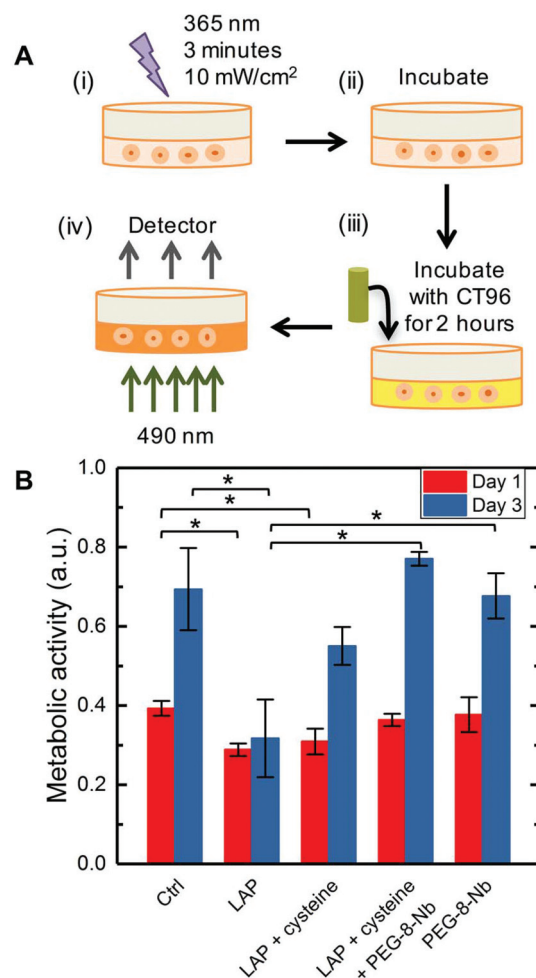 A
365 nm
3 minutes
10 mW/cm²
(i)
(ii)
Incubate
(iv)
Detector
(iii)
Incubate
with CT96
for 2 hours
490 nm
B
Metabolic activity (a.u.)
1.0
0.8
0.6
0.4
0.2
0.0
Day 1
Day 3
*
*
*
*
*
Ctrl
LAP
LAP + cysteine
LAP + cysteine
+ PEG-8-Nb
PEG-8-Nb